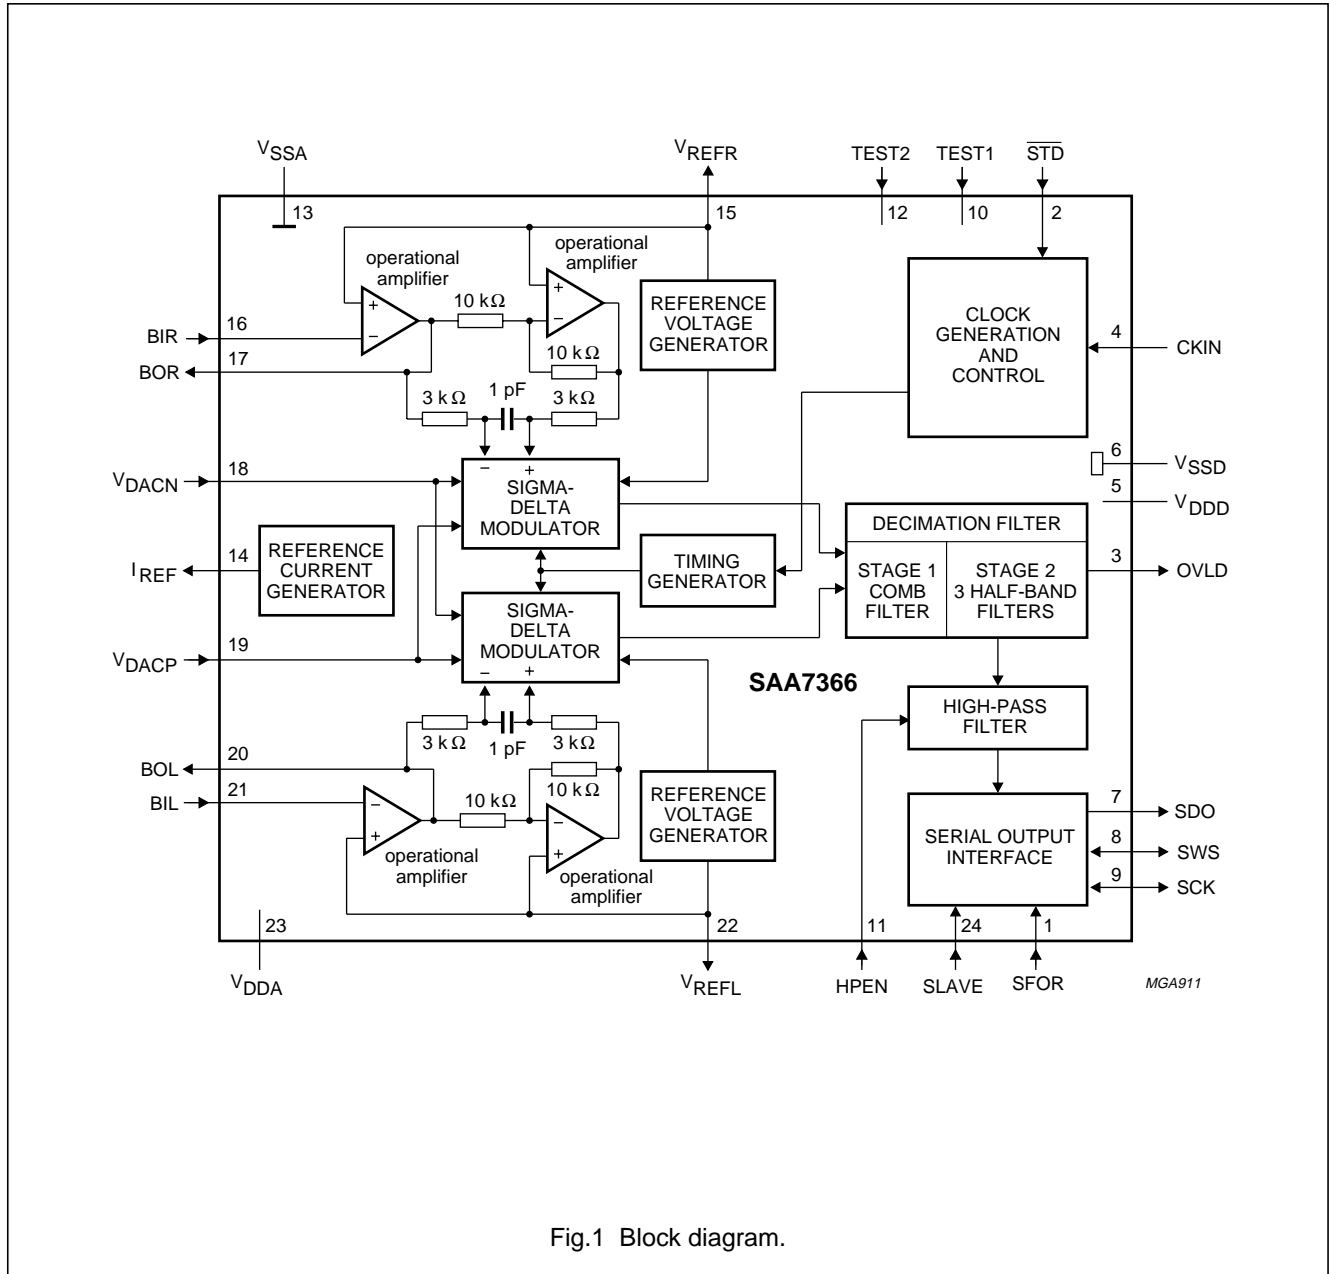 VSSA
VREFR
TEST2
TEST1
STD
13
15
12
10
2
operational
amplifier
operational
amplifier
+
−
+
−
10 kΩ
10 kΩ
REFERENCE
VOLTAGE
GENERATOR
CLOCK
GENERATION
AND
CONTROL
BIR
16
BOR
17
4
CKIN
3 kΩ
1 pF
3 kΩ
6
VSSD
5
VDDD
VDACN
18
−
+
SIGMA-
DELTA
MODULATOR
DECIMATION FILTER
STAGE 1
COMB
FILTER
STAGE 2
3 HALF-BAND
FILTERS
3
OVLD
IREF
14
REFERENCE
CURRENT
GENERATOR
TIMING
GENERATOR
SIGMA-
DELTA
MODULATOR
−
+
VDACP
19
SAA7366
HIGH-PASS
FILTER
3 kΩ
1 pF
3 kΩ
BOL
20
BIL
21
−
+
10 kΩ
10 kΩ
−
+
operational
amplifier
operational
amplifier
REFERENCE
VOLTAGE
GENERATOR
SERIAL OUTPUT
INTERFACE
7
SDO
8
SWS
9
SCK
23
22
11
24
1
VDDA
VREFL
HPEN
SLAVE
SFOR
MGA911
Fig.1 Block diagram.